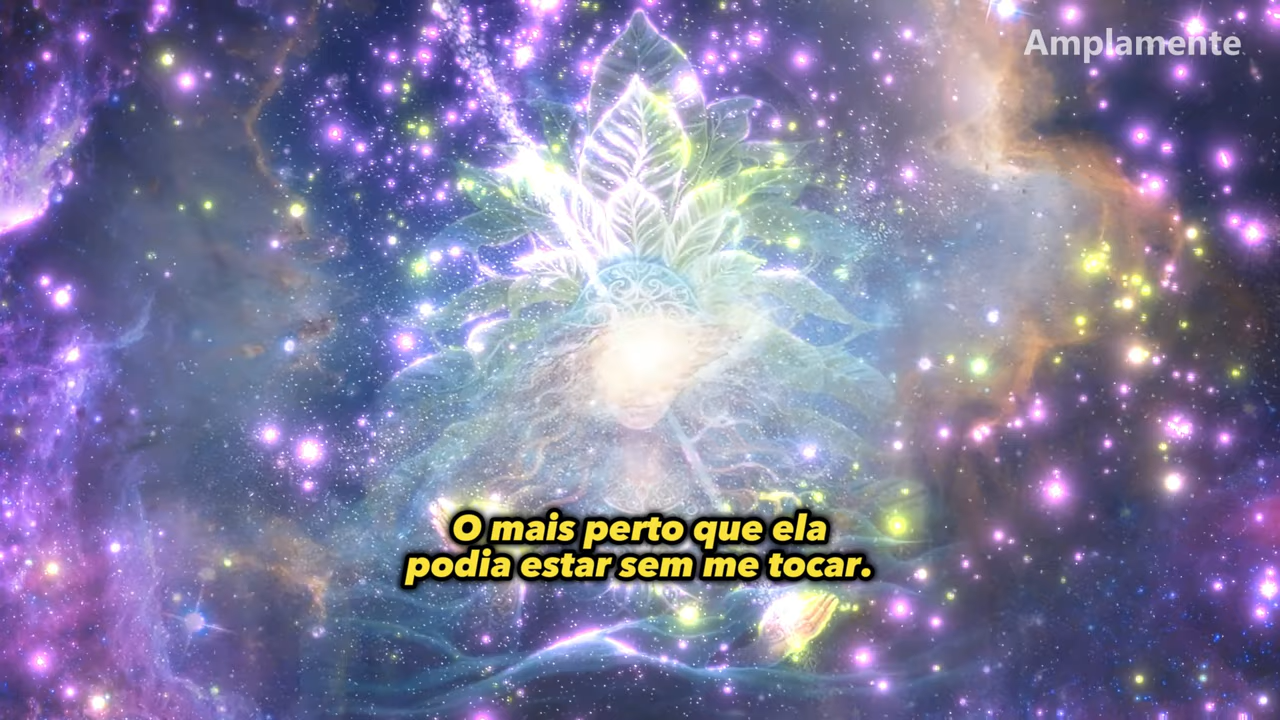 Amplamente
O mais perto que ela
podia estar sem me tocar.